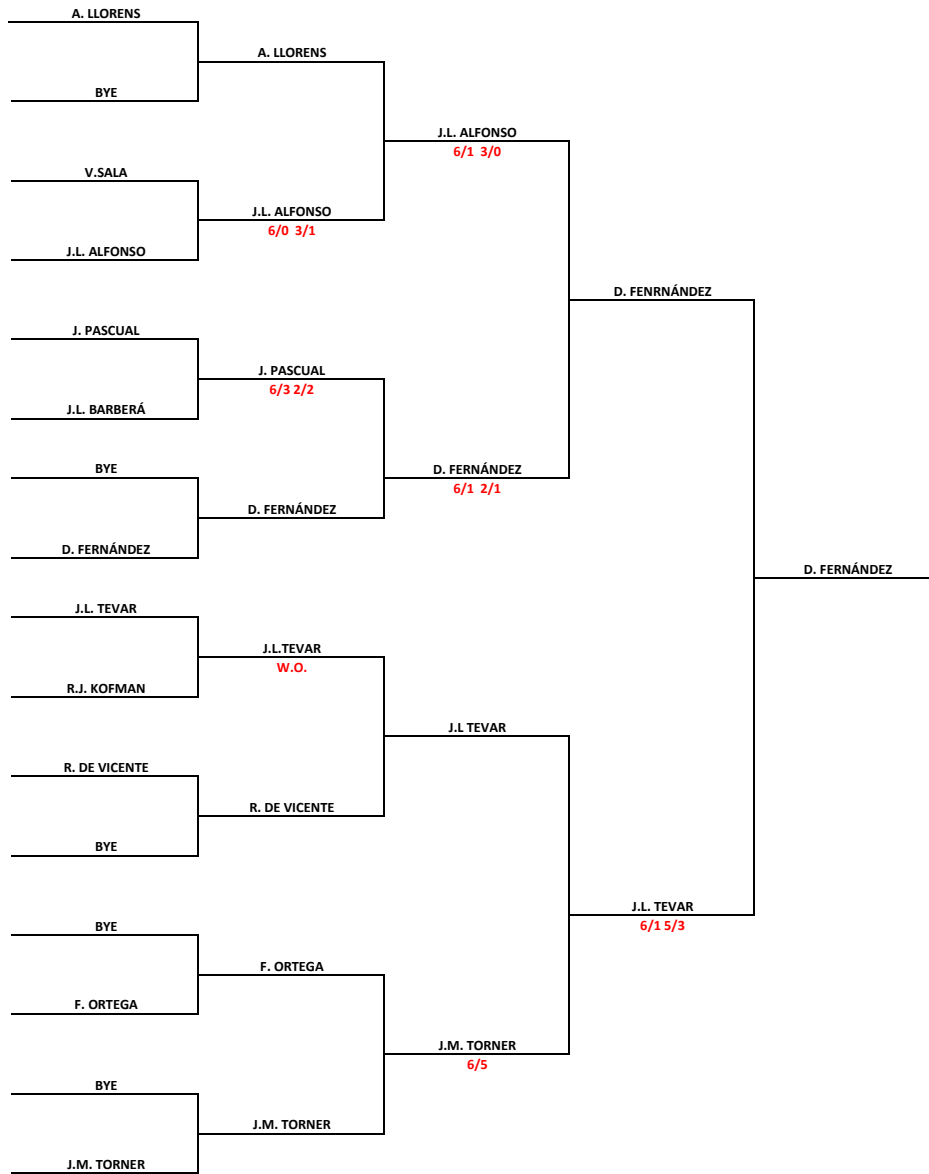 A. LLORENS
A. LLORENS
BYE
J.L. ALFONSO
6/1 3/0
V.SALA
J.L. ALFONSO
6/0 3/1
J.L. ALFONSO
D. FENRNÁNDEZ
J. PASCUAL
J. PASCUAL
6/3 2/2
J.L. BARBERÁ
BYE
D. FERNÁNDEZ
6/1 2/1
D. FERNÁNDEZ
D. FERNÁNDEZ
D. FERNÁNDEZ
J.L. TEVAR
J.L.TEVAR
W.O.
R.J. KOFMAN
J.L TEVAR
R. DE VICENTE
R. DE VICENTE
BYE
J.L. TEVAR
6/1 5/3
BYE
F. ORTEGA
F. ORTEGA
J.M. TORNER
6/5
BYE
J.M. TORNER
J.M. TORNER